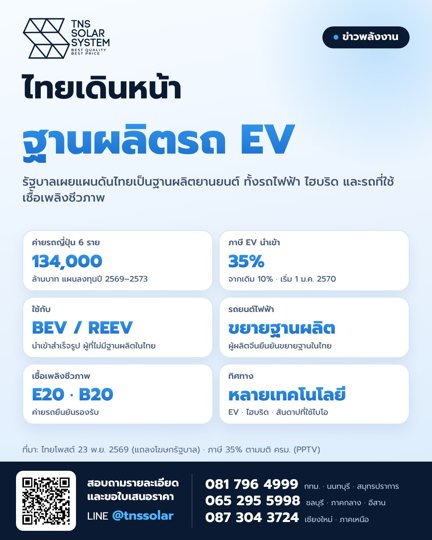 TNS
SOLAR
SYSTEM
BEST QUALITY
BEST PRICE
ข่าวพลังงาน
ไทยเดินหน้า
ฐานผลิตรถ EV
รัฐบาลเผยแผนดันไทยเป็นฐานผลิตยานยนต์ ทั้งรถไฟฟ้า ไฮบริด และรถที่ใช้
เชื้อเพลิงชีวภาพ
ค่ายรถญี่ปุ่น 6 ราย
134,000
ล้านบาท แผนลงทุนปี 2569–2573
ภาษี EV นำเข้า
35%
จากเดิม 10% · เริ่ม 1 ม.ค. 2570
ใช้กับ
BEV / REEV
นำเข้าสำเร็จรูป ผู้ที่ไม่มีฐานผลิตในไทย
รถยนต์ไฟฟ้า
ขยายฐานผลิต
ผู้ผลิตจีนยืนยันขยายฐานในไทย
เชื้อเพลิงชีวภาพ
E20 · B20
ค่ายรถยืนยันรองรับ
ทิศทาง
หลายเทคโนโลยี
EV · ไฮบริด · สันดาปที่ใช้ไบโอ
ที่มา: ไทยโพสต์ 23 พ.ย. 2569 (แถลงโฆษกรัฐบาล) · ภาษี 35% ตามมติ ครม. (PPTV)
สอบถามรายละเอียด
และขอใบเสนอราคา
LINE @tnssolar
081 796 4999 กทม. · นนทบุรี · สมุทรปราการ
065 295 5998 ชลบุรี · ภาคกลาง · อีสาน
087 304 3724 เชียงใหม่ · ภาคเหนือ